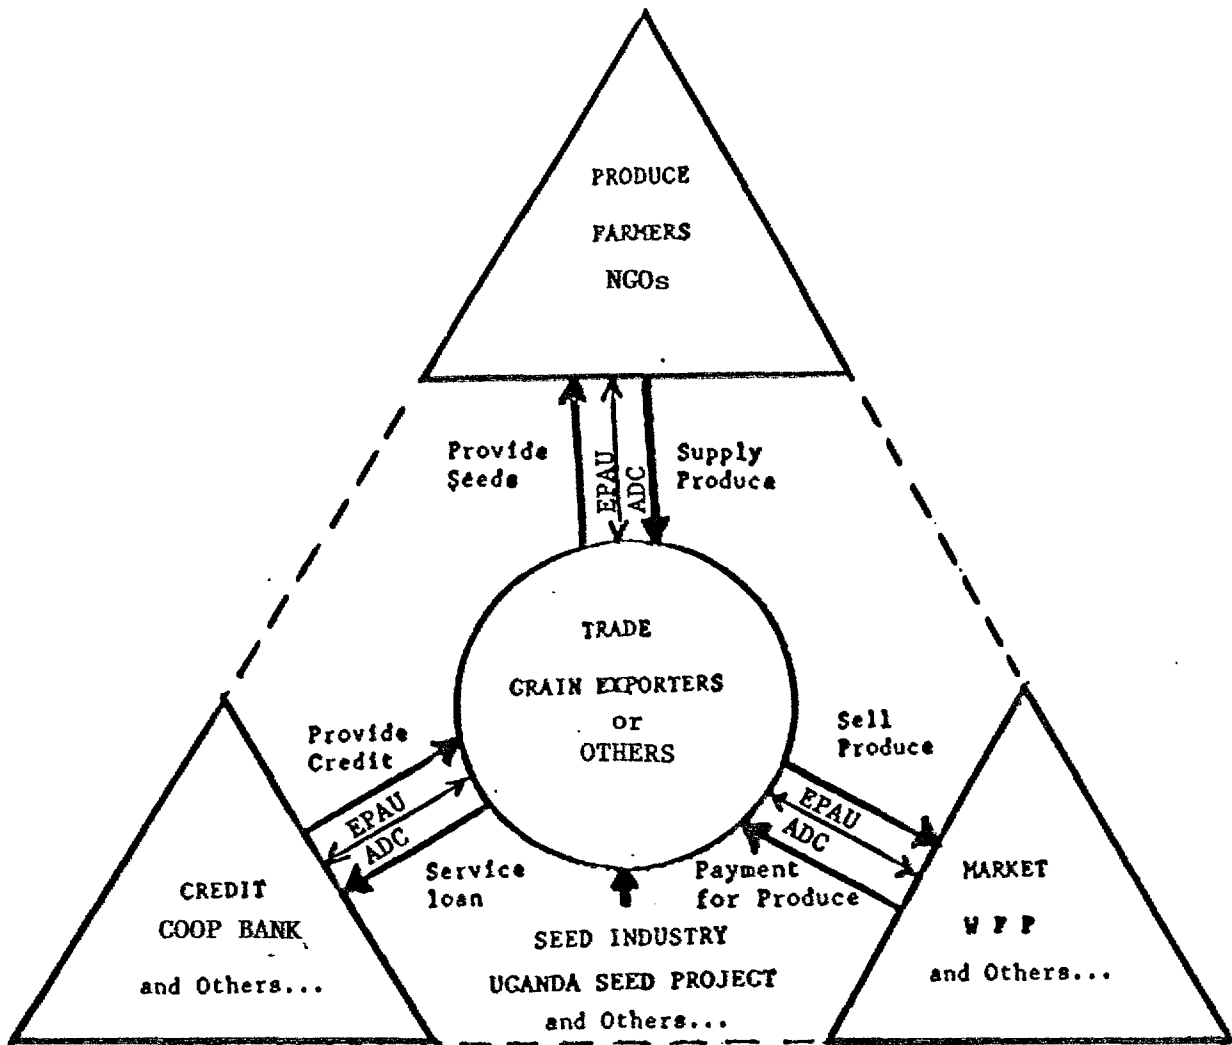 PRODUCE
FARMERS
NGOs
Provide
Seeds
EPAU
ADC
Supply
Produce
TRADE
GRAIN EXPORTERS
or
OTHERS
Provide
Credit
EPAU
ADC
Service
loan
Sell
Produce
EPAU
ADC
Payment
for Produce
CREDIT
COOP BANK
and Others...
SEED INDUSTRY
UGANDA SEED PROJECT
and Others...
MARKET
W F P
and Others...